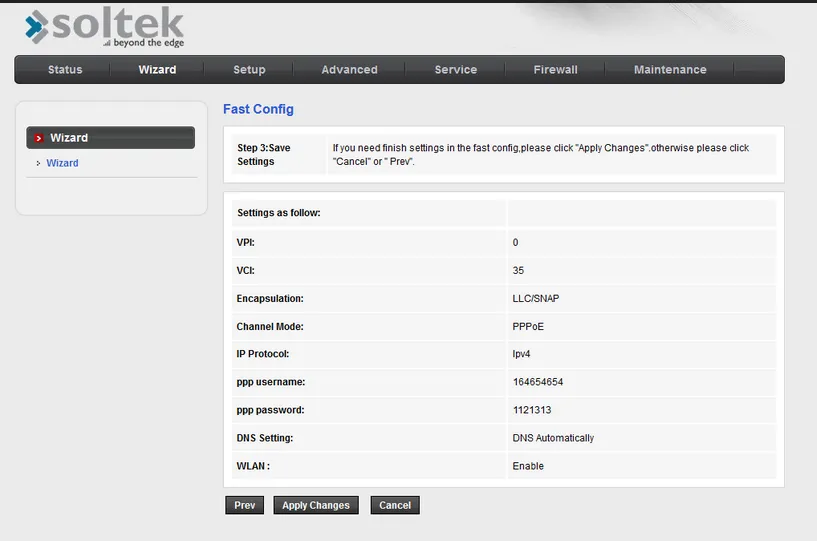 soltek
beyond the edge
Status Wizard Setup Advanced Service Firewall Maintenance
Wizard
Wizard
Fast Config
Step 3:Save
Settings
If you need finish settings in the fast config,please click "Apply Changes".otherwise please click
"Cancel" or " Prev".
Settings as follow:
VPI: 0
VCI: 35
Encapsulation: LLC/SNAP
Channel Mode: PPPoE
IP Protocol: Ipv4
ppp username: 164654654
ppp password: 1121313
DNS Setting: DNS Automatically
WLAN : Enable
Prev Apply Changes Cancel